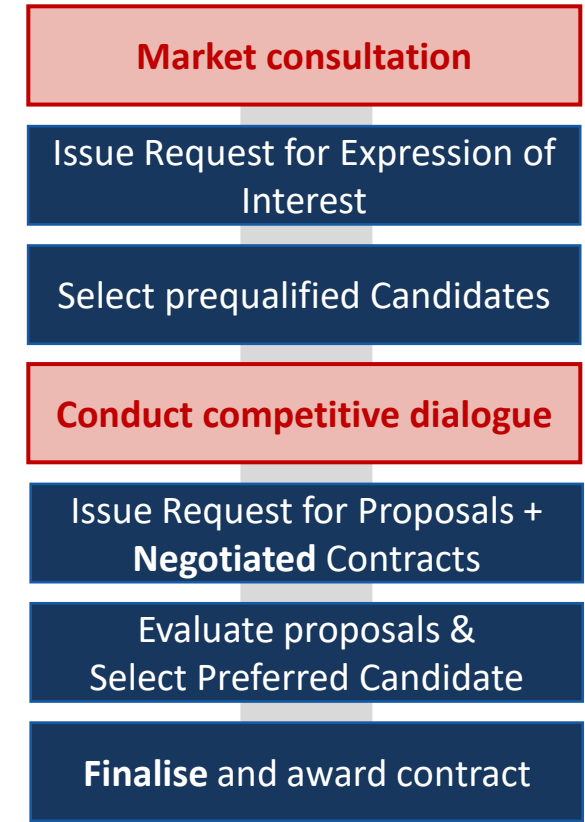 Market consultation
Issue Request for Expression of
Interest
Select prequalified Candidates
Conduct competitive dialogue
Issue Request for Proposals +
Negotiated Contracts
Evaluate proposals &
Select Preferred Candidate
Finalise and award contract